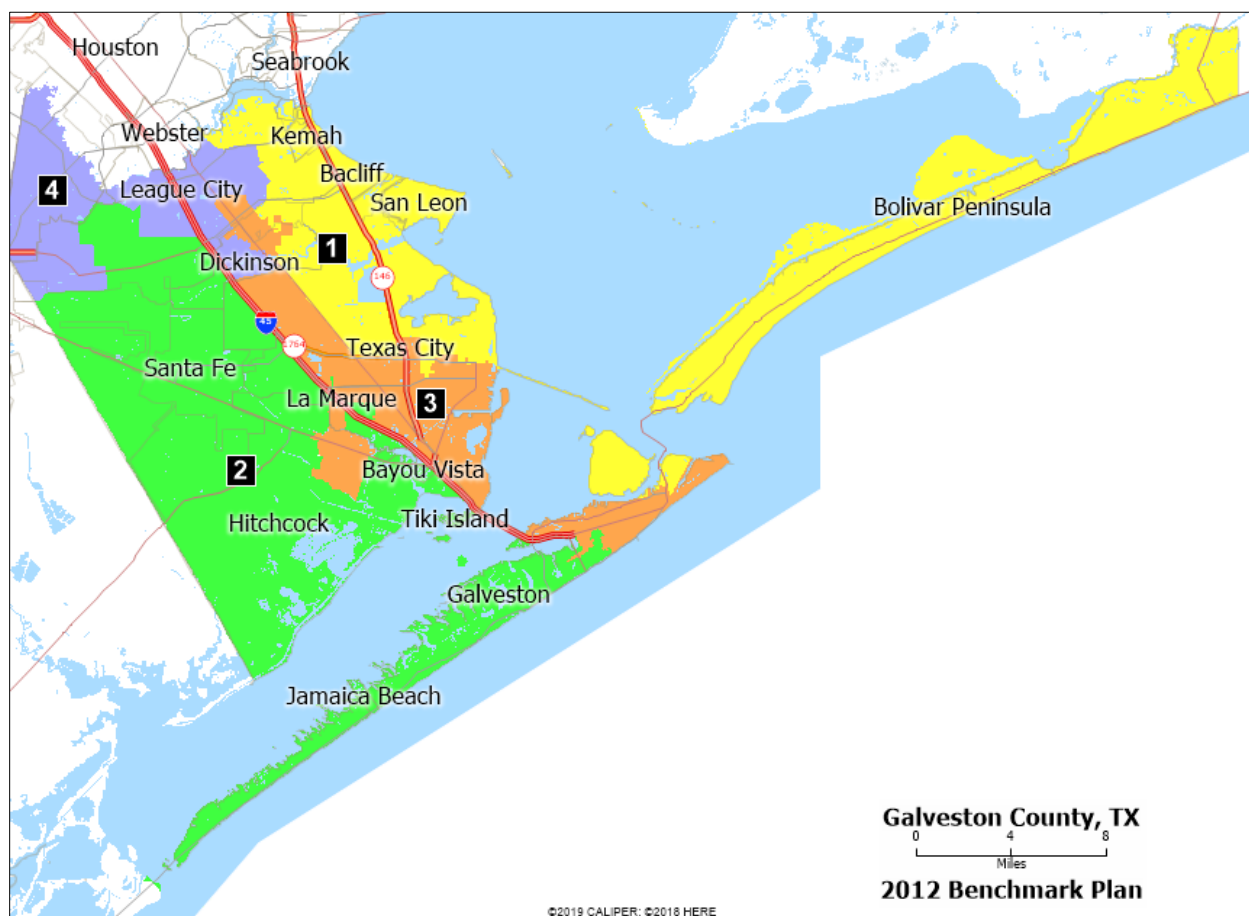 Houston
Seabrook
Webster
Kemah
4
League City
Bacliff
San Leon
Bolivar Peninsula
1
Dickinson
146
45
1764
Texas City
Santa Fe
La Marque
3
2
Bayou Vista
Hitchcock
Tiki Island
Galveston
Jamaica Beach
Galveston County, TX
0 4 8
Miles
2012 Benchmark Plan
©2019 CALIPER; ©2018 HERE